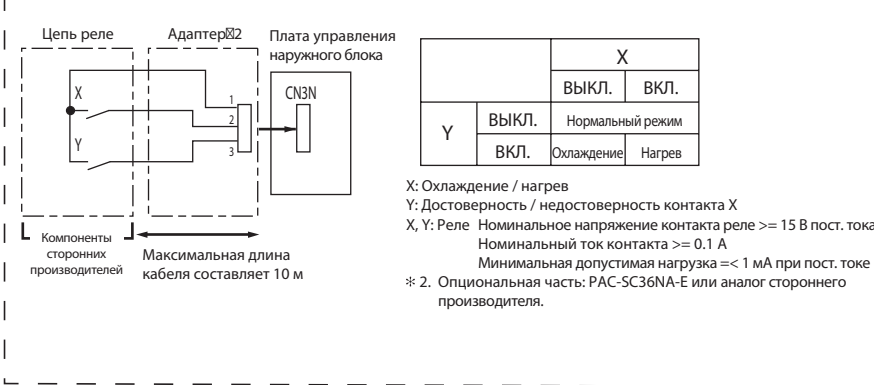 Цепь реле
Адаптер 2
Плата управления
наружного блока
X
Y
1
2
3
CN3N
Компоненты
сторонних
производителей
Максимальная длина
кабеля составляет 10 м
X
ВЫКЛ. ВКЛ.
Y ВЫКЛ. Нормальный режим
ВКЛ. Охлаждение Нагрев
X: Охлаждение / нагрев
Y: Достоверность / недостоверность контакта X
X, Y: Реле Номинальное напряжение контакта реле >= 15 В пост. тока
Номинальный ток контакта >= 0.1 А
Минимальная допустимая нагрузка =< 1 мА при пост. токе
* 2. Опциональная часть: PAC-SC36NA-E или аналог стороннего
производителя.